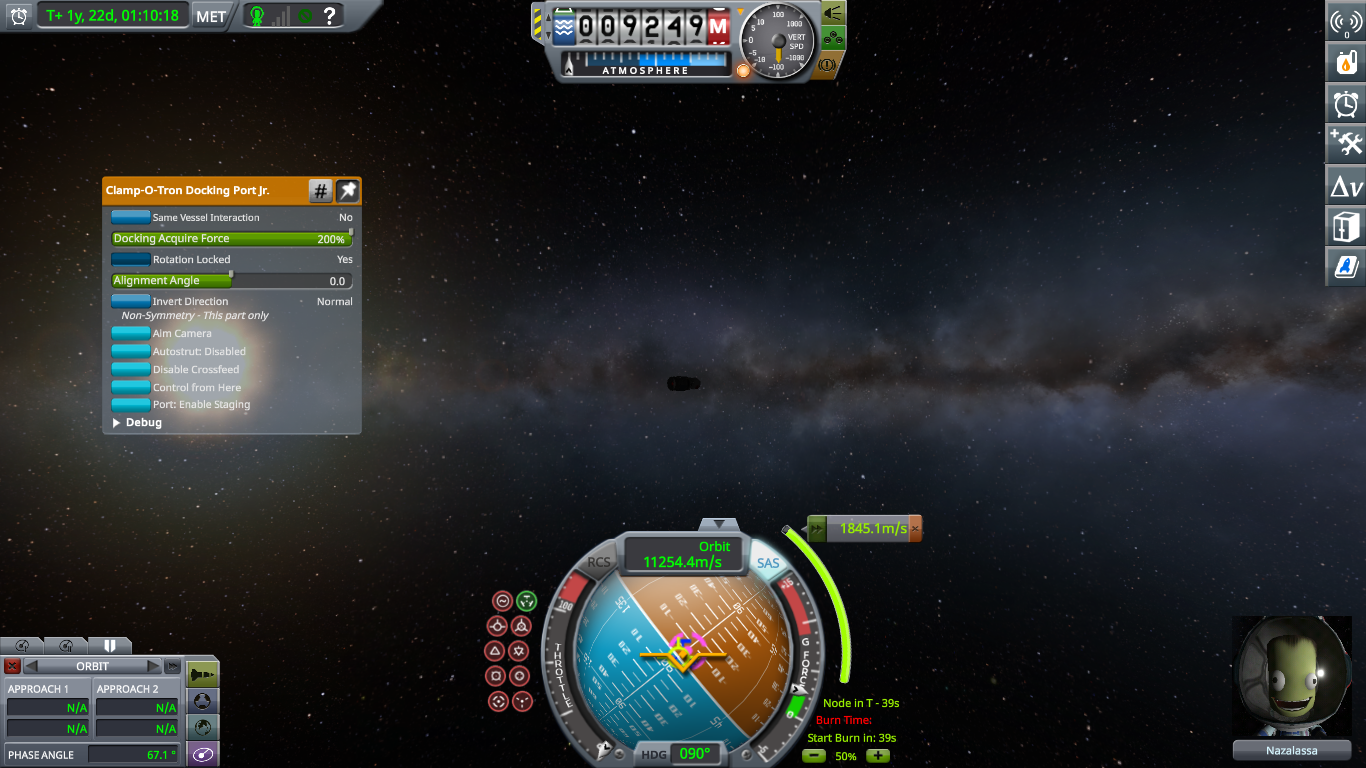 T+ 1y, 22d, 01:10:18
MET
?
009249M
ATMOSPHERE
VERT
SPD
Clamp-O-Tron Docking Port Jr.
#
Same Vessel Interaction No
Docking Acquire Force 200%
Rotation Locked Yes
Alignment Angle 0.0
Invert Direction Normal
Non-Symmetry - This part only
Aim Camera
Autostrut: Disabled
Disable Crossfeed
Control from Here
Port: Enable Staging
Debug
Δv
0
1845.1m/s
RCS
Orbit
11254.4m/s
SAS
THROTTLE
100
G FORCE
HDG 090°
Node in T - 39s
Burn Time:
Start Burn in: 39s
50%
ORBIT
APPROACH 1 APPROACH 2
N/A N/A
N/A N/A
PHASE ANGLE 67.1 °
Nazalassa